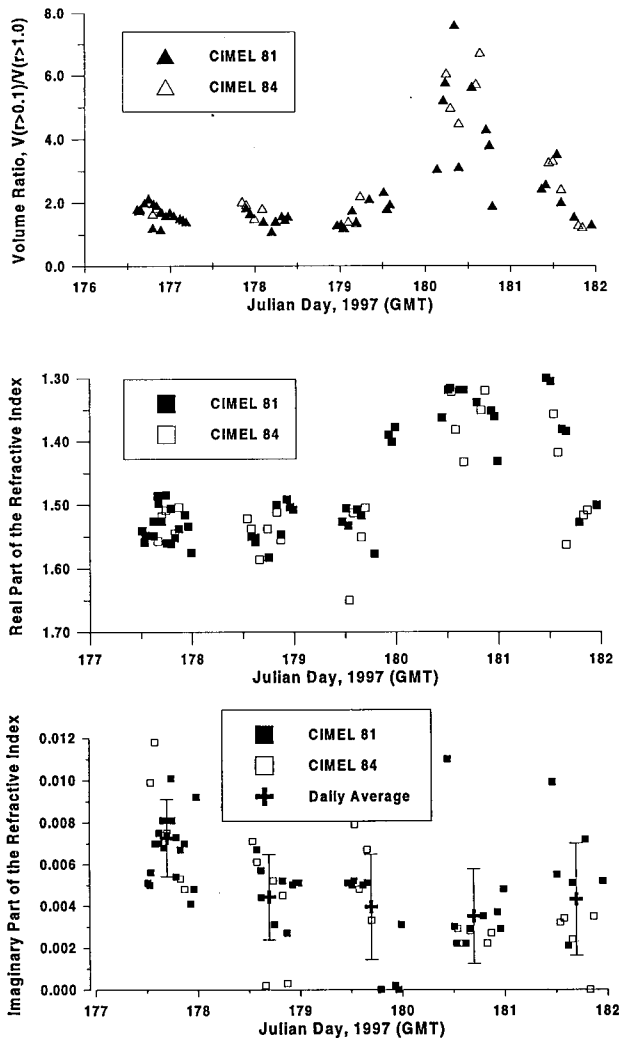 Volume Ratio, V(r>0.1)/V(r>1.0)
8.0
6.0
4.0
2.0
0.0
CIMEL 81
CIMEL 84
176
177
178
179
180
181
182
Julian Day, 1997 (GMT)
Real Part of the Refractive Index
1.30
1.40
1.50
1.60
1.70
CIMEL 81
CIMEL 84
177
178
179
180
181
182
Julian Day, 1997 (GMT)
Imaginary Part of the Refractive Index
0.012
0.010
0.008
0.006
0.004
0.002
0.000
CIMEL 81
CIMEL 84
Daily Average
177
178
179
180
181
182
Julian Day, 1997 (GMT)